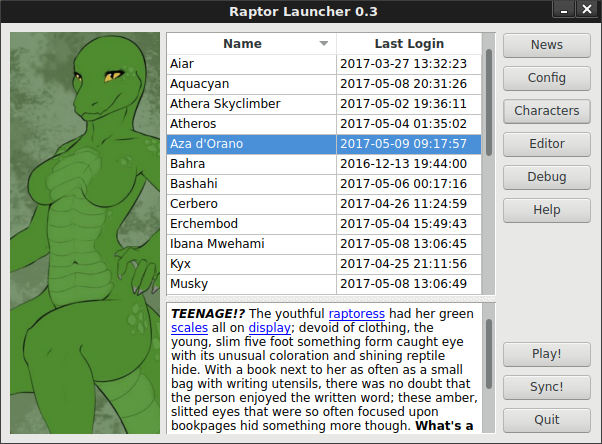 Raptor Launcher 0.3
Name Last Login
Aiar 2017-03-27 13:32:23
Aquacyan 2017-05-08 20:31:26
Athera Skyclimber 2017-05-02 19:36:11
Atheros 2017-05-04 01:35:02
Aza d'Orano 2017-05-09 09:17:57
Bahra 2016-12-13 19:44:00
Bashahi 2017-05-06 00:17:16
Cerbero 2017-04-26 11:24:59
Erchembod 2017-05-04 15:49:43
Ibana Mwehami 2017-05-08 13:06:45
Kyx 2017-04-25 21:11:56
Musky 2017-05-08 13:06:49
TEENAGE!? The youthful raptoress had her green
scales all on display; devoid of clothing, the
young, slim five foot something form caught eye
with its unusual coloration and shining reptile
hide. With a book next to her as often as a small
bag with writing utensils, there was no doubt that
the person enjoyed the written word; these amber,
slitted eyes that were so often focused upon
bookpages hid something more though. What's a
News
Config
Characters
Editor
Debug
Help
Play!
Sync!
Quit